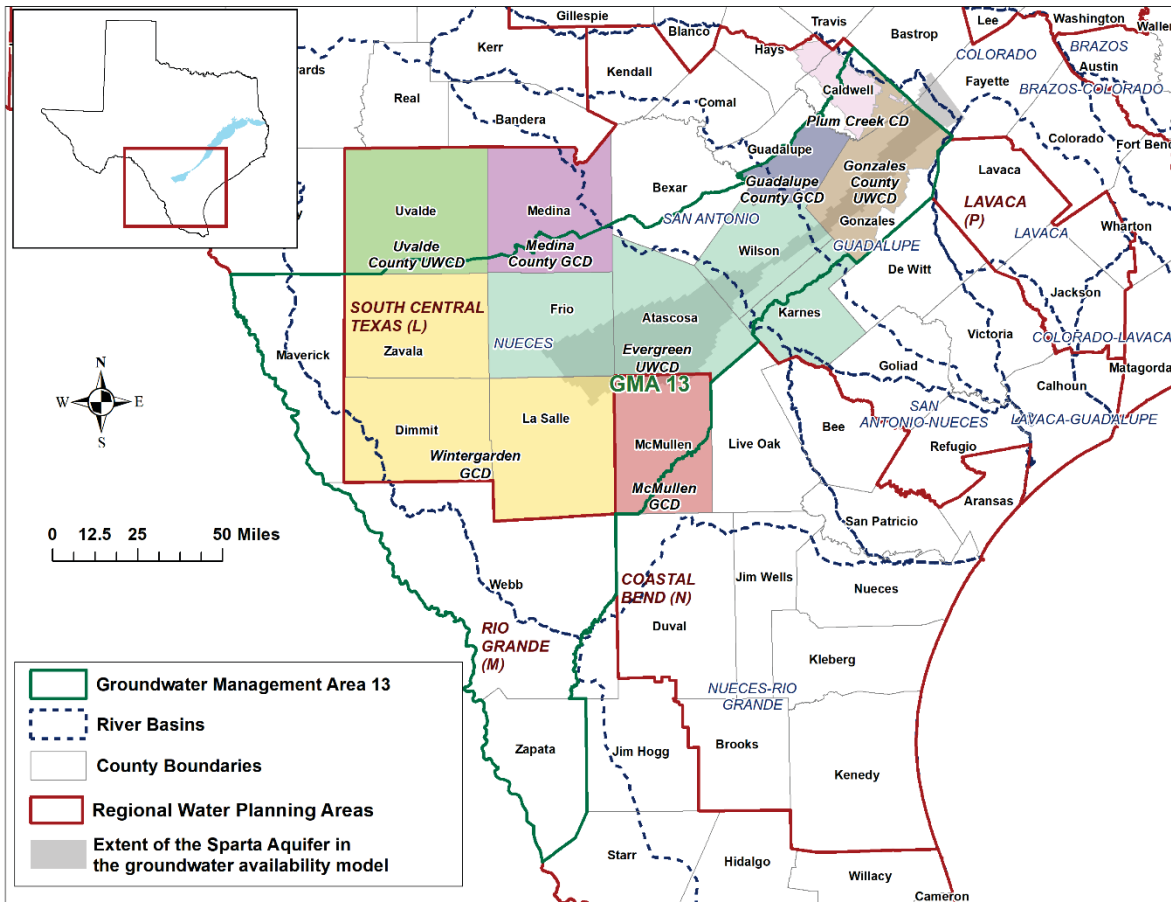 Gillespie
Blanco
Travis
Lee
Washington
Waller
Kerr
Hays
Bastrop
COLORADO
BRAZOS
Austin
Kendall
Fayette
BRAZOS-COLORADO
Real
Comal
Caldwell
Bandera
Plum Creek CD
Colorado
Fort Bend
Guadalupe
Guadalupe
County GCD
Gonzales
County
UWCD
Gonzales
Lavaca
LAVACA
(P)
Bexar
Uvalde
Medina
SAN ANTONIO
LAVACA
Wharton
Uvalde
County UWCD
Medina
County GCD
Wilson
GUADALUPE
De Witt
SOUTH CENTRAL
TEXAS (L)
Frio
Atascosa
Karnes
Jackson
Maverick
Zavala
NUECES
Evergreen
UWCD
Victoria
COLORADO-LAVACA
Goliad
Matagorda
GMA 13
Calhoun
N
W
E
S
La Salle
SAN
ANTONIO-NUECES
LAVACA-GUADALUPE
Dimmit
Wintergarden
GCD
McMullen
Live Oak
Bee
Refugio
McMullen
GCD
Aransas
San Patricio
0 12.5 25 50 Miles
Webb
COASTAL
BEND (N)
Jim Wells
Nueces
Duval
RIO
GRANDE
(M)
Kleberg
NUECES-RIO
GRANDE
Zapata
Jim Hogg
Brooks
Kenedy
Starr
Hidalgo
Willacy
Cameron
Groundwater Management Area 13
River Basins
County Boundaries
Regional Water Planning Areas
Extent of the Sparta Aquifer in
the groundwater availability model